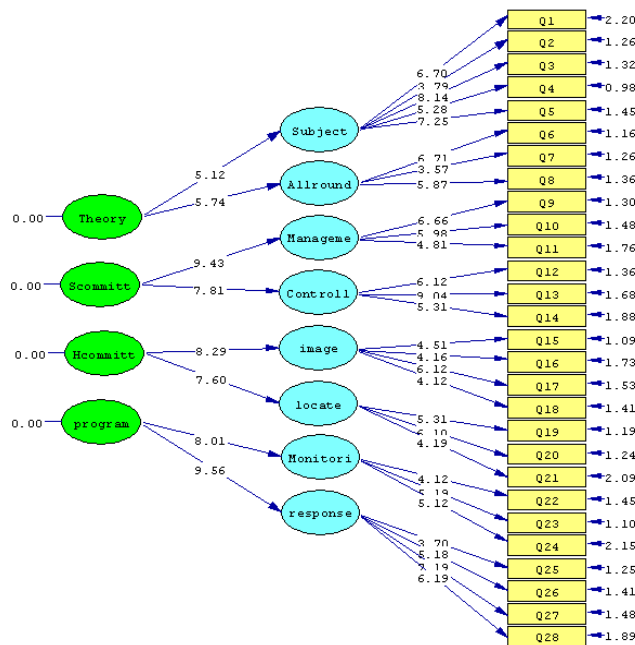 Q1 2.20
Q2 1.26
Q3 1.32
6.70
3.79
Q4 0.98
8.14
5.28
Q5 1.45
7.25
Subject
Q6 1.16
Q7 1.26
6.71
3.57
5.12
Allround
5.87
Q8 1.36
5.74
Q9 1.30
0.00 Theory
6.66
Q10 1.48
5.98
Manageme
4.81
Q11 1.76
9.43
Q12 1.36
6.12
0.00 Scommitt
7.81
Controll
9.04
Q13 1.68
5.31
Q14 1.88
Q15 1.09
4.51
image
4.16
Q16 1.73
0.00 Hcommitt
8.29
6.12
Q17 1.53
4.12
7.60
Q18 1.41
locate
5.31
Q19 1.19
0.00 program
4.19
Q20 1.24
8.01
Monitori
Q21 2.09
4.12
9.56
Q22 1.45
5.19
5.12
Q23 1.10
response
Q24 2.15
3.70
5.18
Q25 1.25
7.19
6.19
Q26 1.41
Q27 1.48
Q28 1.89